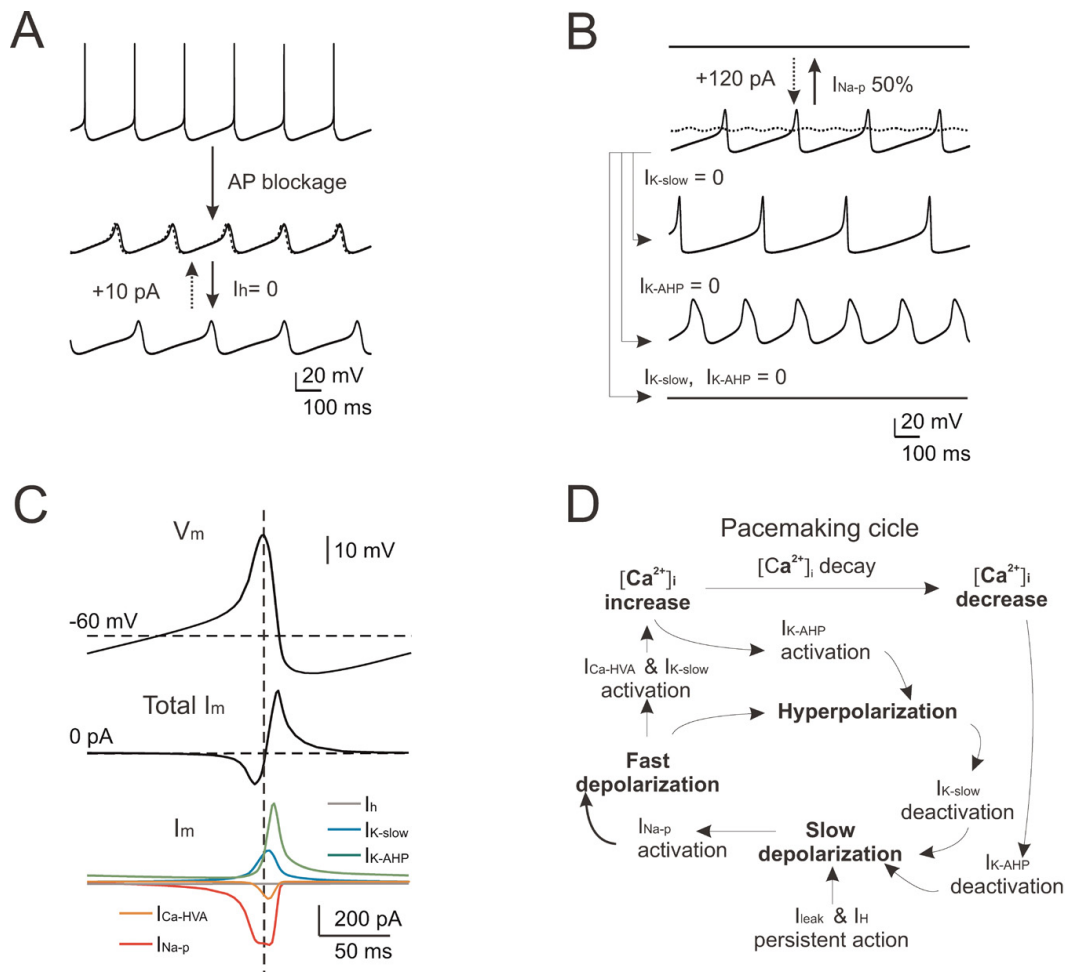 A
AP blockage
+10 pA
Ih= 0
20 mV
100 ms
B
+120 pA
INa-p 50%
IK-slow = 0
IK-AHP = 0
IK-slow, IK-AHP = 0
20 mV
100 ms
C
Vm
10 mV
-60 mV
Total Im
0 pA
Im
Ih
IK-slow
IK-AHP
ICa-HVA
INa-p
200 pA
50 ms
D
Pacemaking cicle
[Ca2+]i
increase
[Ca2+]i decay
[Ca2+]i
decrease
IK-AHP
activation
ICa-HVA & IK-slow
activation
Hyperpolarization
Fast
depolarization
IK-slow
deactivation
INa-p
activation
Slow
depolarization
IK-AHP
deactivation
Ileak & IH
persistent action